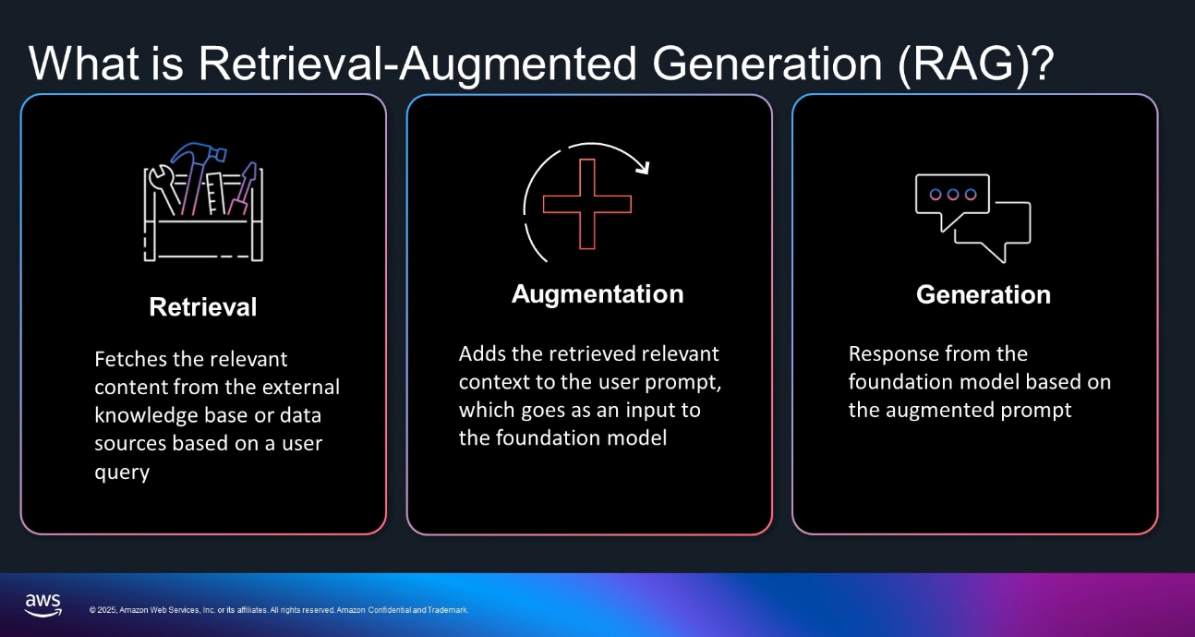 What is Retrieval-Augmented Generation (RAG)?
Retrieval
Fetches the relevant
content from the external
knowledge base or data
sources based on a user
query
Augmentation
Adds the retrieved relevant
context to the user prompt,
which goes as an input to
the foundation model
Generation
Response from the
foundation model based on
the augmented prompt
aws
© 2025, Amazon Web Services, Inc. or its affiliates. All rights reserved. Amazon Confidential and Trademark.